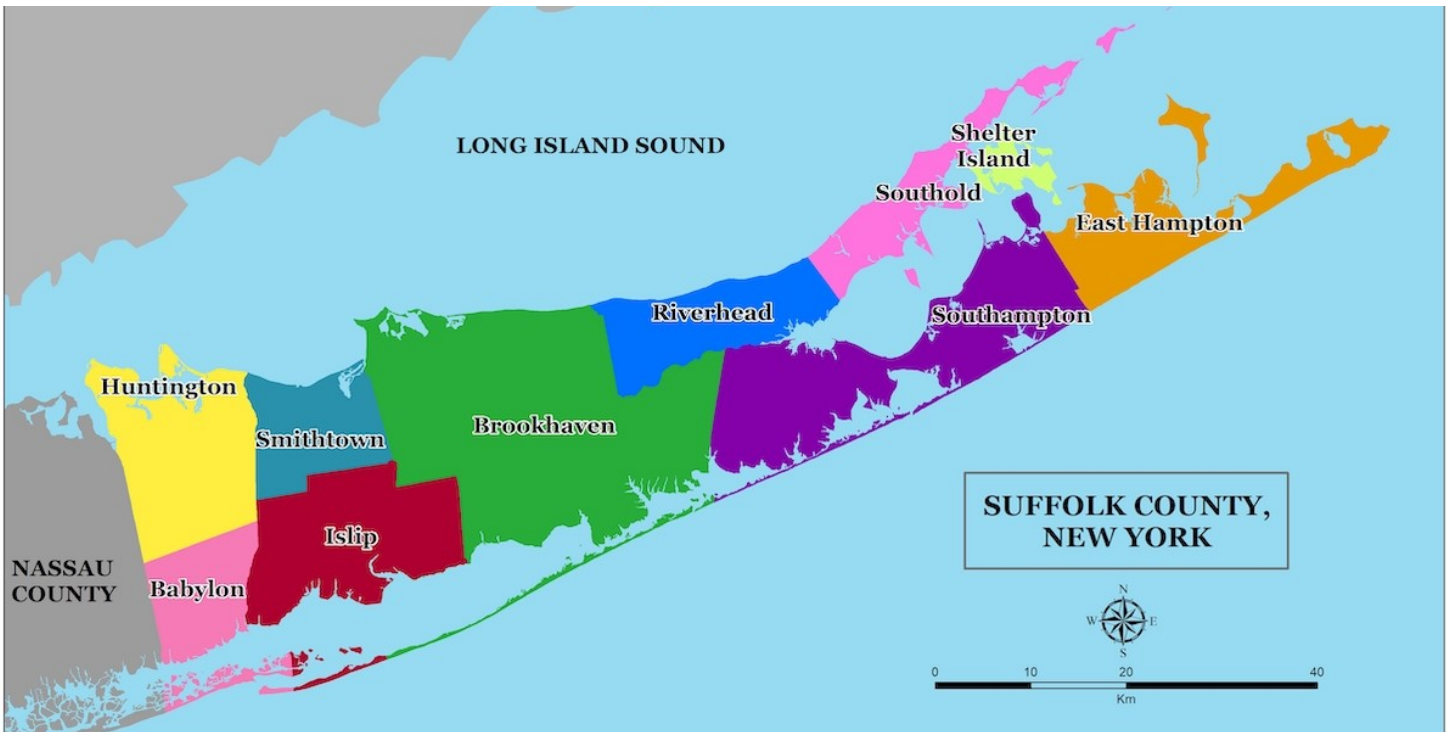 LONG ISLAND SOUND
Shelter
Island
Southold
East Hampton
Riverhead
Southampton
Huntington
Smithtown
Brookhaven
Islip
Babylon
NASSAU
COUNTY
SUFFOLK COUNTY,
NEW YORK
N
W E
S
0 10 20 40
Km